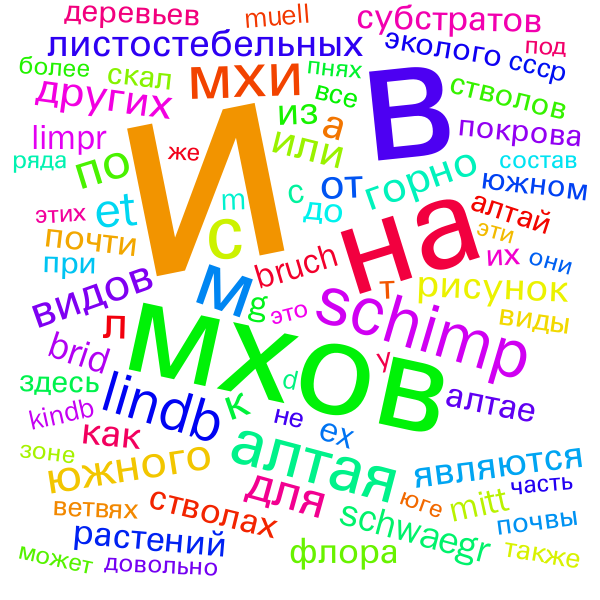 деревьев
muell
субстратов
листостебельных
эколого
ссср
под
более
скал
мхи
пнях
все
стволов
других
из
а
в
покрова
limpr
же
или
и
ряда
по
от
горно
состав
южном
et
m
с
до
на
алтай
этих
почти
с
эти
их
они
при
bruch
м
g
т
рисунок
видов
л
это
schimp
виды
brid
мхов
у
здесь
lindb
к
d
алтае
kindb
не
ex
как
алтая
зоне
южного
являются
часть
для
mitt
юге
ветвях
стволах
schwaegr
почвы
растений
флора
также
может
довольно